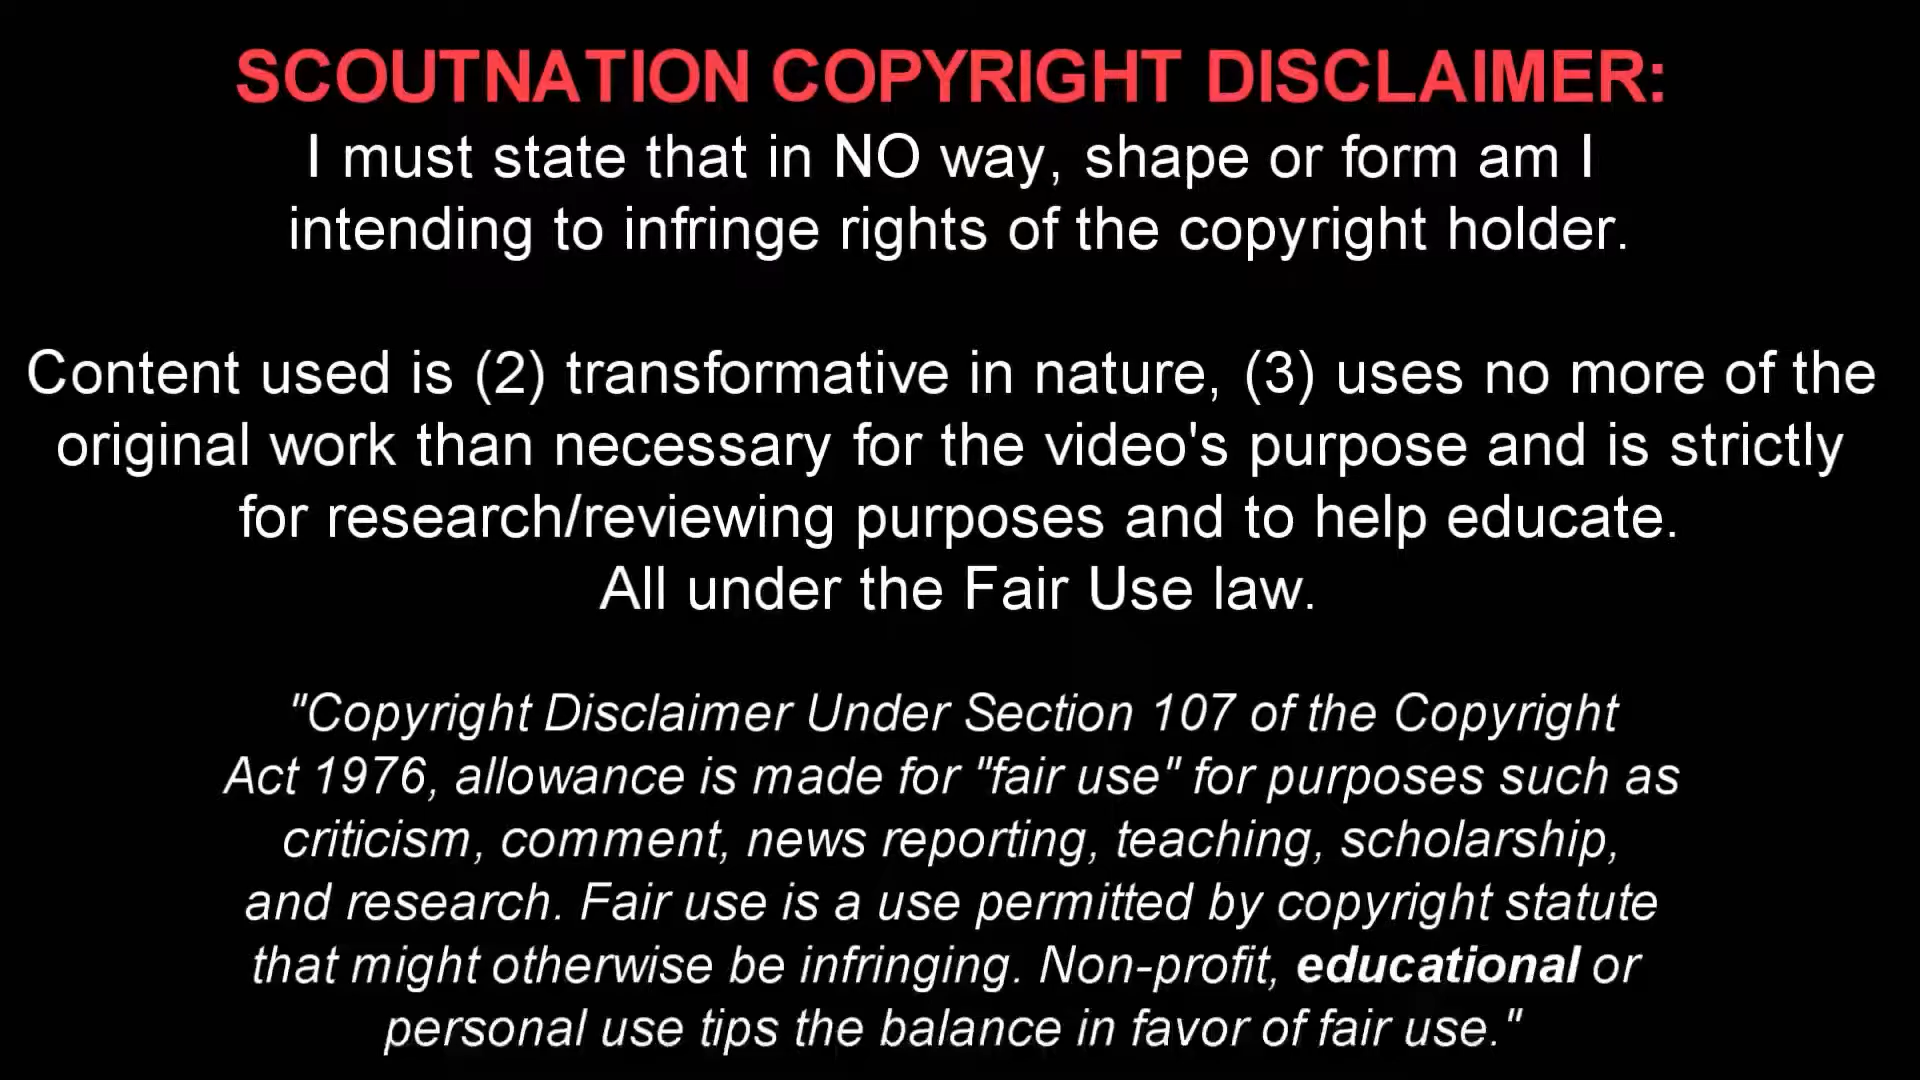 SCOUTNATION COPYRIGHT DISCLAIMER:
I must state that in NO way, shape or form am I
intending to infringe rights of the copyright holder.
Content used is (2) transformative in nature, (3) uses no more of the
original work than necessary for the video's purpose and is strictly
for research/reviewing purposes and to help educate.
All under the Fair Use law.
"Copyright Disclaimer Under Section 107 of the Copyright
Act 1976, allowance is made for "fair use" for purposes such as
criticism, comment, news reporting, teaching, scholarship,
and research. Fair use is a use permitted by copyright statute
that might otherwise be infringing. Non-profit, educational or
personal use tips the balance in favor of fair use."